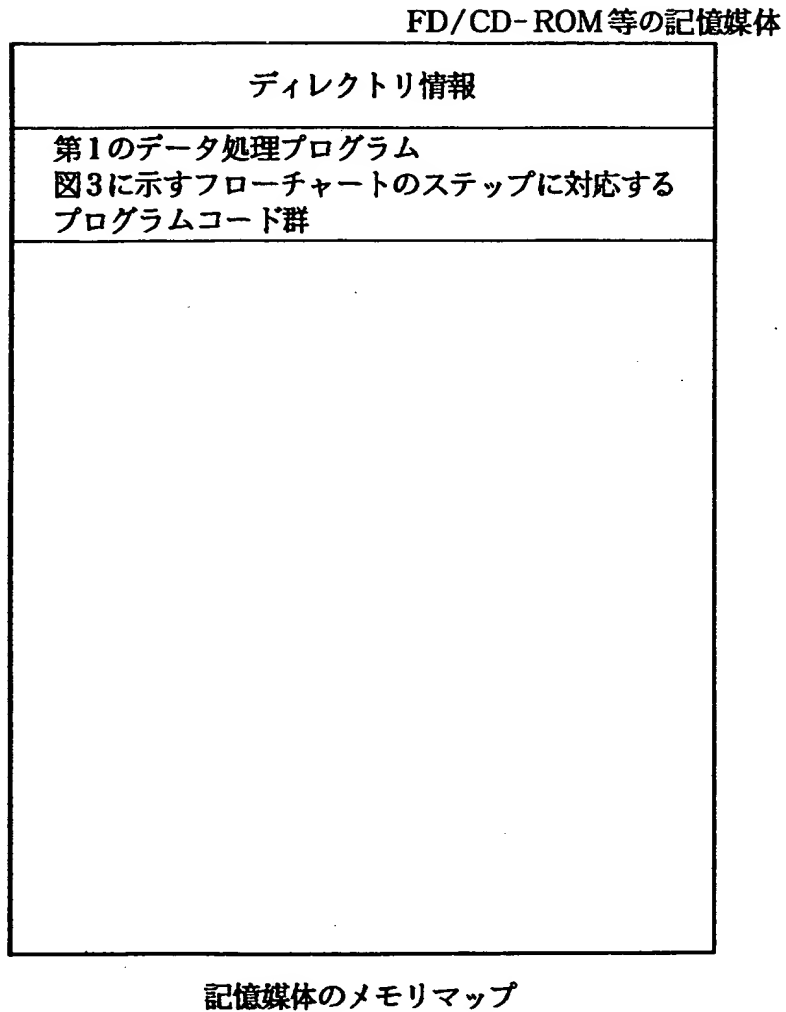 FD/CD-ROM等の記憶媒体
ディレクトリ情報
第1のデータ処理プログラム
図3に示すフローチャートのステップに対応する
プログラムコード群
記憶媒体のメモリマップ